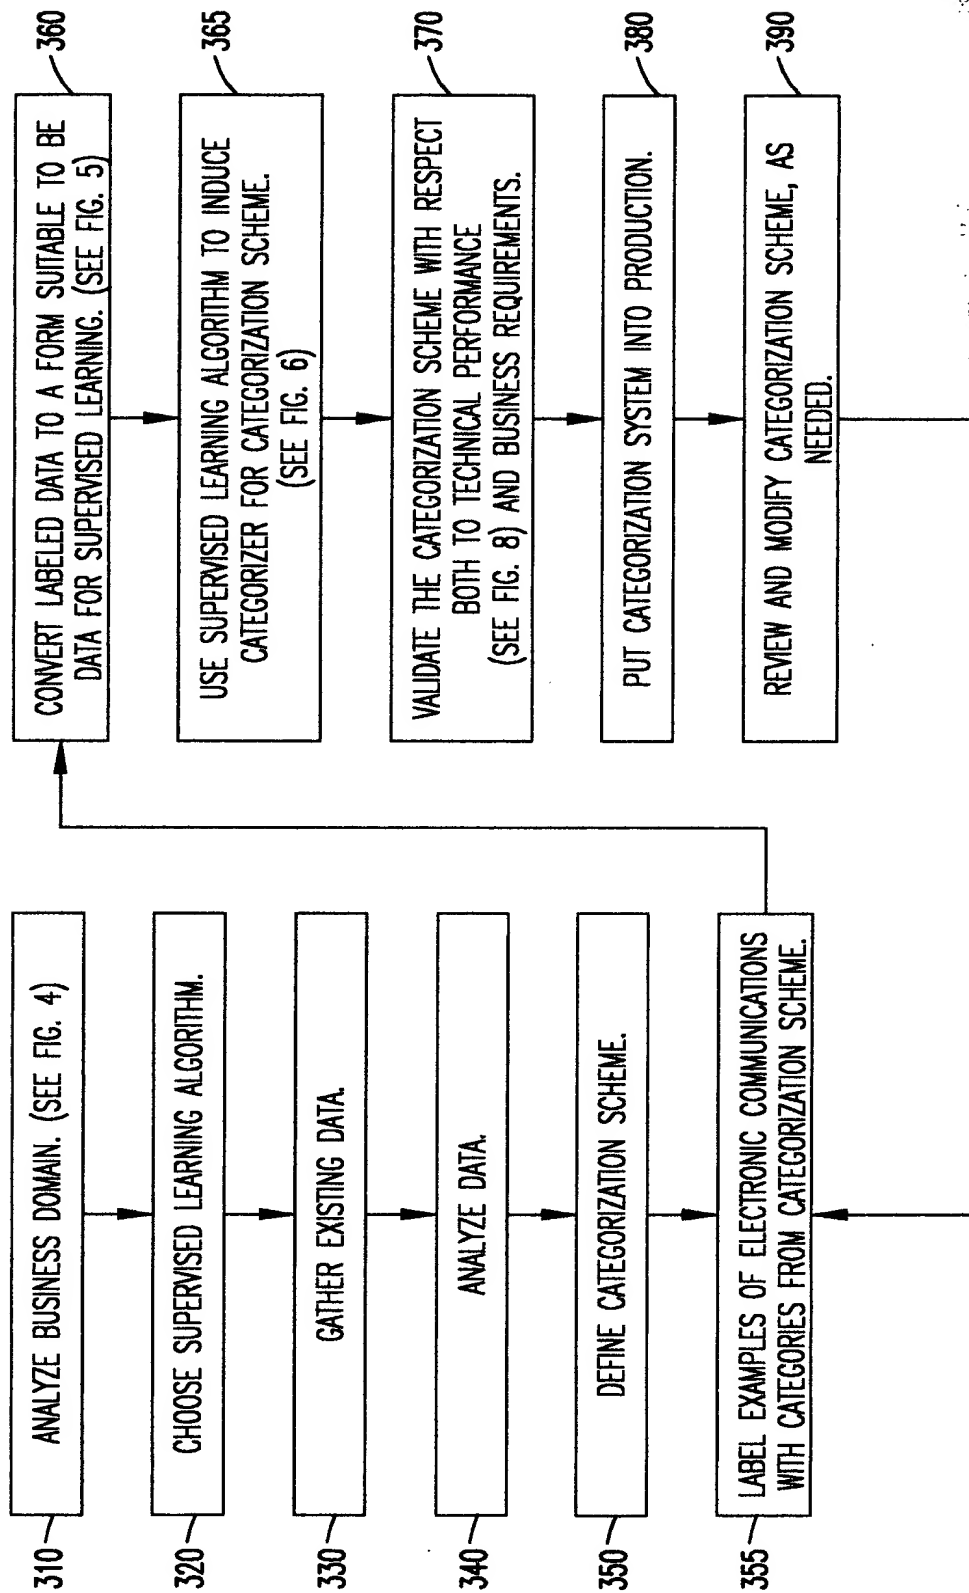 310
ANALYZE BUSINESS DOMAIN. (SEE FIG. 4)
320
CHOOSE SUPERVISED LEARNING ALGORITHM.
330
GATHER EXISTING DATA.
340
ANALYZE DATA.
350
DEFINE CATEGORIZATION SCHEME.
355
LABEL EXAMPLES OF ELECTRONIC COMMUNICATIONS
WITH CATEGORIES FROM CATEGORIZATION SCHEME.
360
CONVERT LABELED DATA TO A FORM SUITABLE TO BE
DATA FOR SUPERVISED LEARNING. (SEE FIG. 5)
365
USE SUPERVISED LEARNING ALGORITHM TO INDUCE
CATEGORIZER FOR CATEGORIZATION SCHEME.
(SEE FIG. 6)
370
VALIDATE THE CATEGORIZATION SCHEME WITH RESPECT
BOTH TO TECHNICAL PERFORMANCE
(SEE FIG. 8) AND BUSINESS REQUIREMENTS.
380
PUT CATEGORIZATION SYSTEM INTO PRODUCTION.
390
REVIEW AND MODIFY CATEGORIZATION SCHEME, AS
NEEDED.